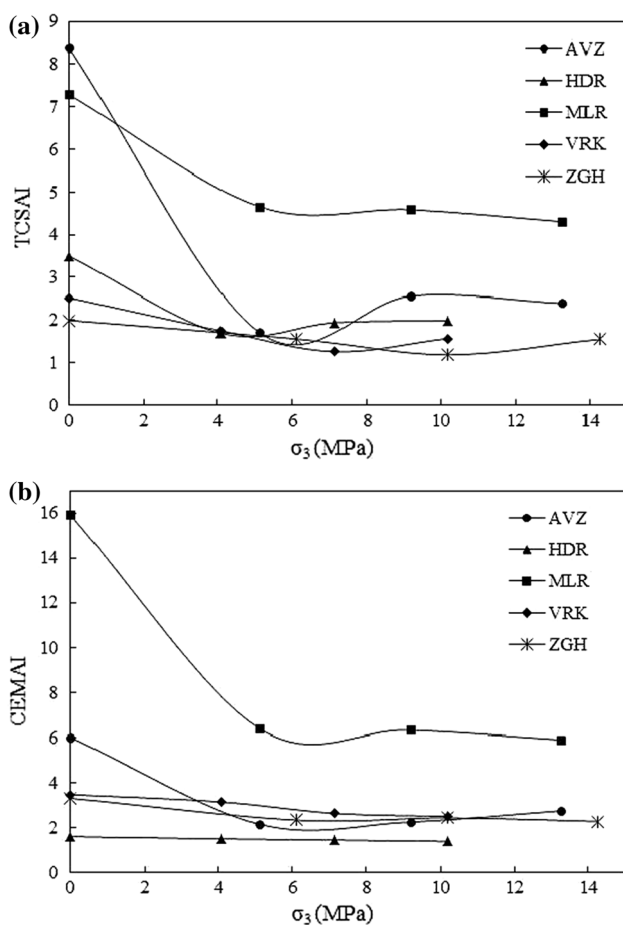 (a)
9
8
7
6
5
4
3
2
1
0
TCSAI
0 2 4 6 8 10 12 14
σ3 (MPa)
AVZ
HDR
MLR
VRK
ZGH
(b)
16
14
12
10
8
6
4
2
0
CEMAI
0 2 4 6 8 10 12 14
σ3 (MPa)
AVZ
HDR
MLR
VRK
ZGH